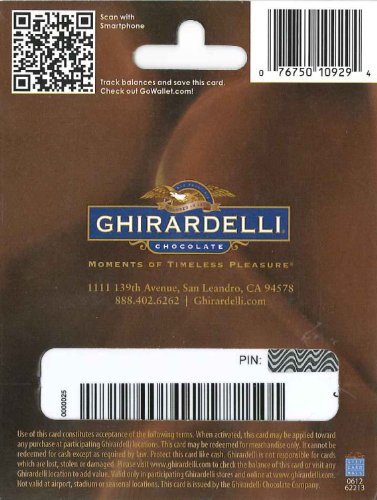 Scan with
Smartphone
Track balances and save this card.
Check out GoWallet.com!
0 76750 10929 4
GHIRARDELLI®
CHOCOLATE
MOMENTS OF TIMELESS PLEASURE®
1111 139th Avenue, San Leandro, CA 94578
888.402.6262 | Ghirardelli.com
PIN:
0000025
Use of this card constitutes acceptance of the following terms. When activated, this card may be applied toward
any purchase at participating Ghirardelli locations. This card may be redeemed for merchandise only. It cannot be
redeemed for cash except as required by law. Protect this card like cash. Ghirardelli is not responsible for cards
which are lost, stolen or damaged. Please visit www.ghirardelli.com to check the balance of this card or visit any
Ghirardelli location to add value. Valid only in participating Ghirardelli stores and online at www.ghirardelli.com.
Not valid at airport, stadium or seasonal locations. This card is issued by the Ghirardelli Chocolate Company.
0612
62213